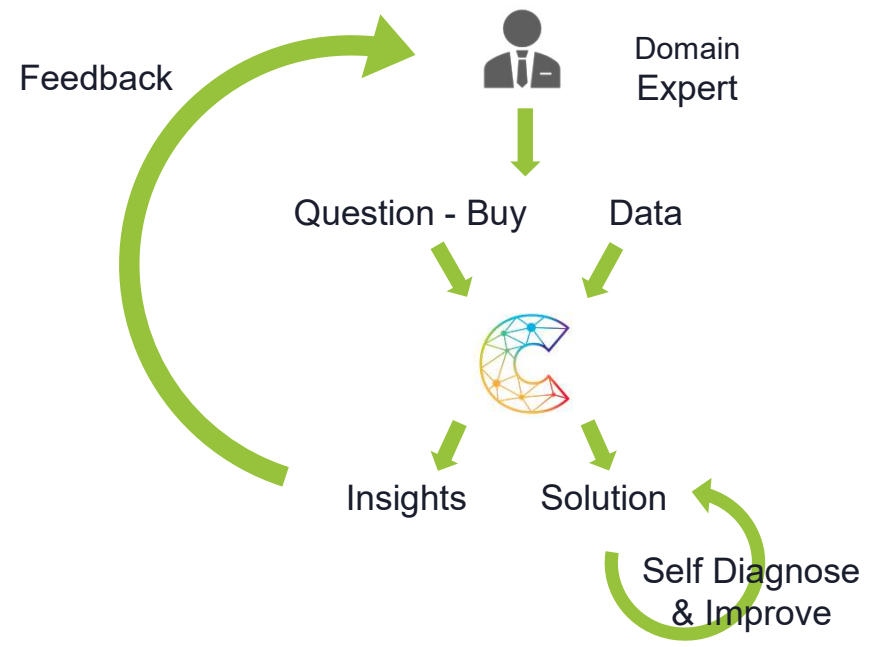 Feedback
Domain
Expert
Question - Buy
Data
Insights
Solution
Self Diagnose
& Improve